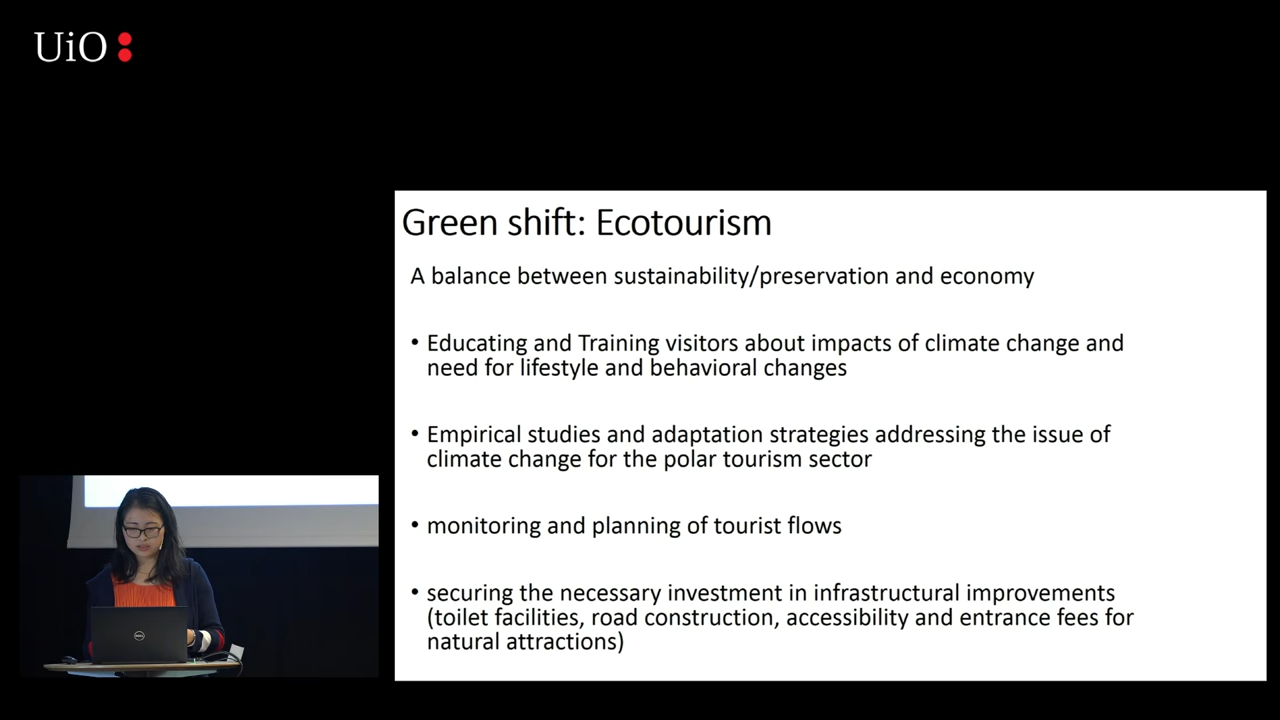 UiO
Green shift: Ecotourism
A balance between sustainability/preservation and economy
• Educating and Training visitors about impacts of climate change and
need for lifestyle and behavioral changes
• Empirical studies and adaptation strategies addressing the issue of
climate change for the polar tourism sector
• monitoring and planning of tourist flows
• securing the necessary investment in infrastructural improvements
(toilet facilities, road construction, accessibility and entrance fees for
natural attractions)
DELL